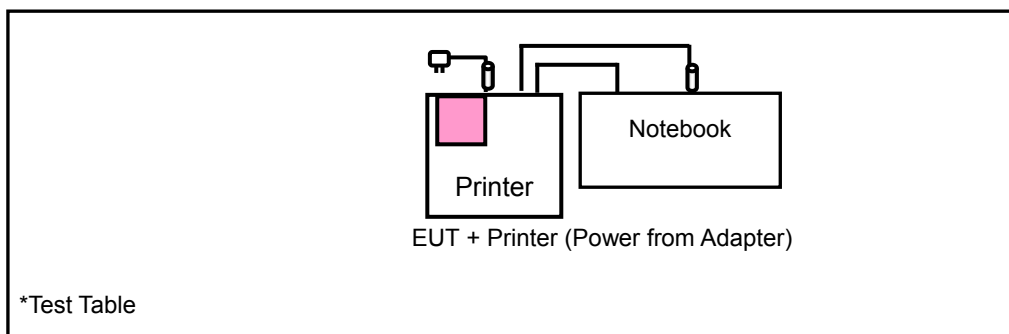 Notebook
Printer
EUT + Printer (Power from Adapter)
*Test Table